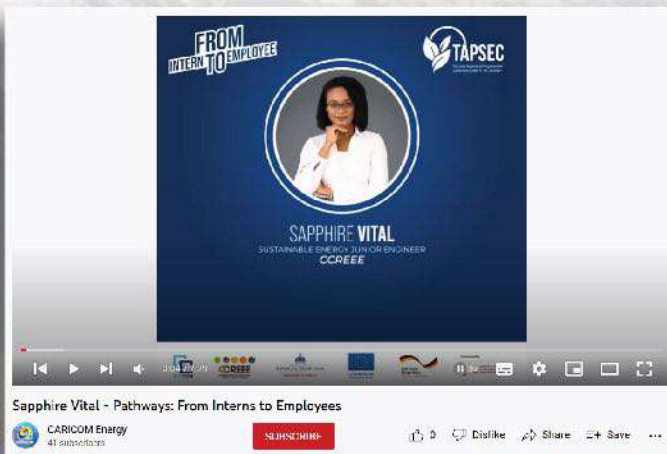 FROM
INTERN TO EMPLOYEE
TAPSEC
SAPPHIRE VITAL
SUSTAINABLE ENERGY JUNIOR ENGINEER
CCREEE
CCREEE
Sapphire Vital - Pathways: From Interns to Employees
CARICOM Energy
41 subscribers
SUBSCRIBE
0
Dislike
Share
Save